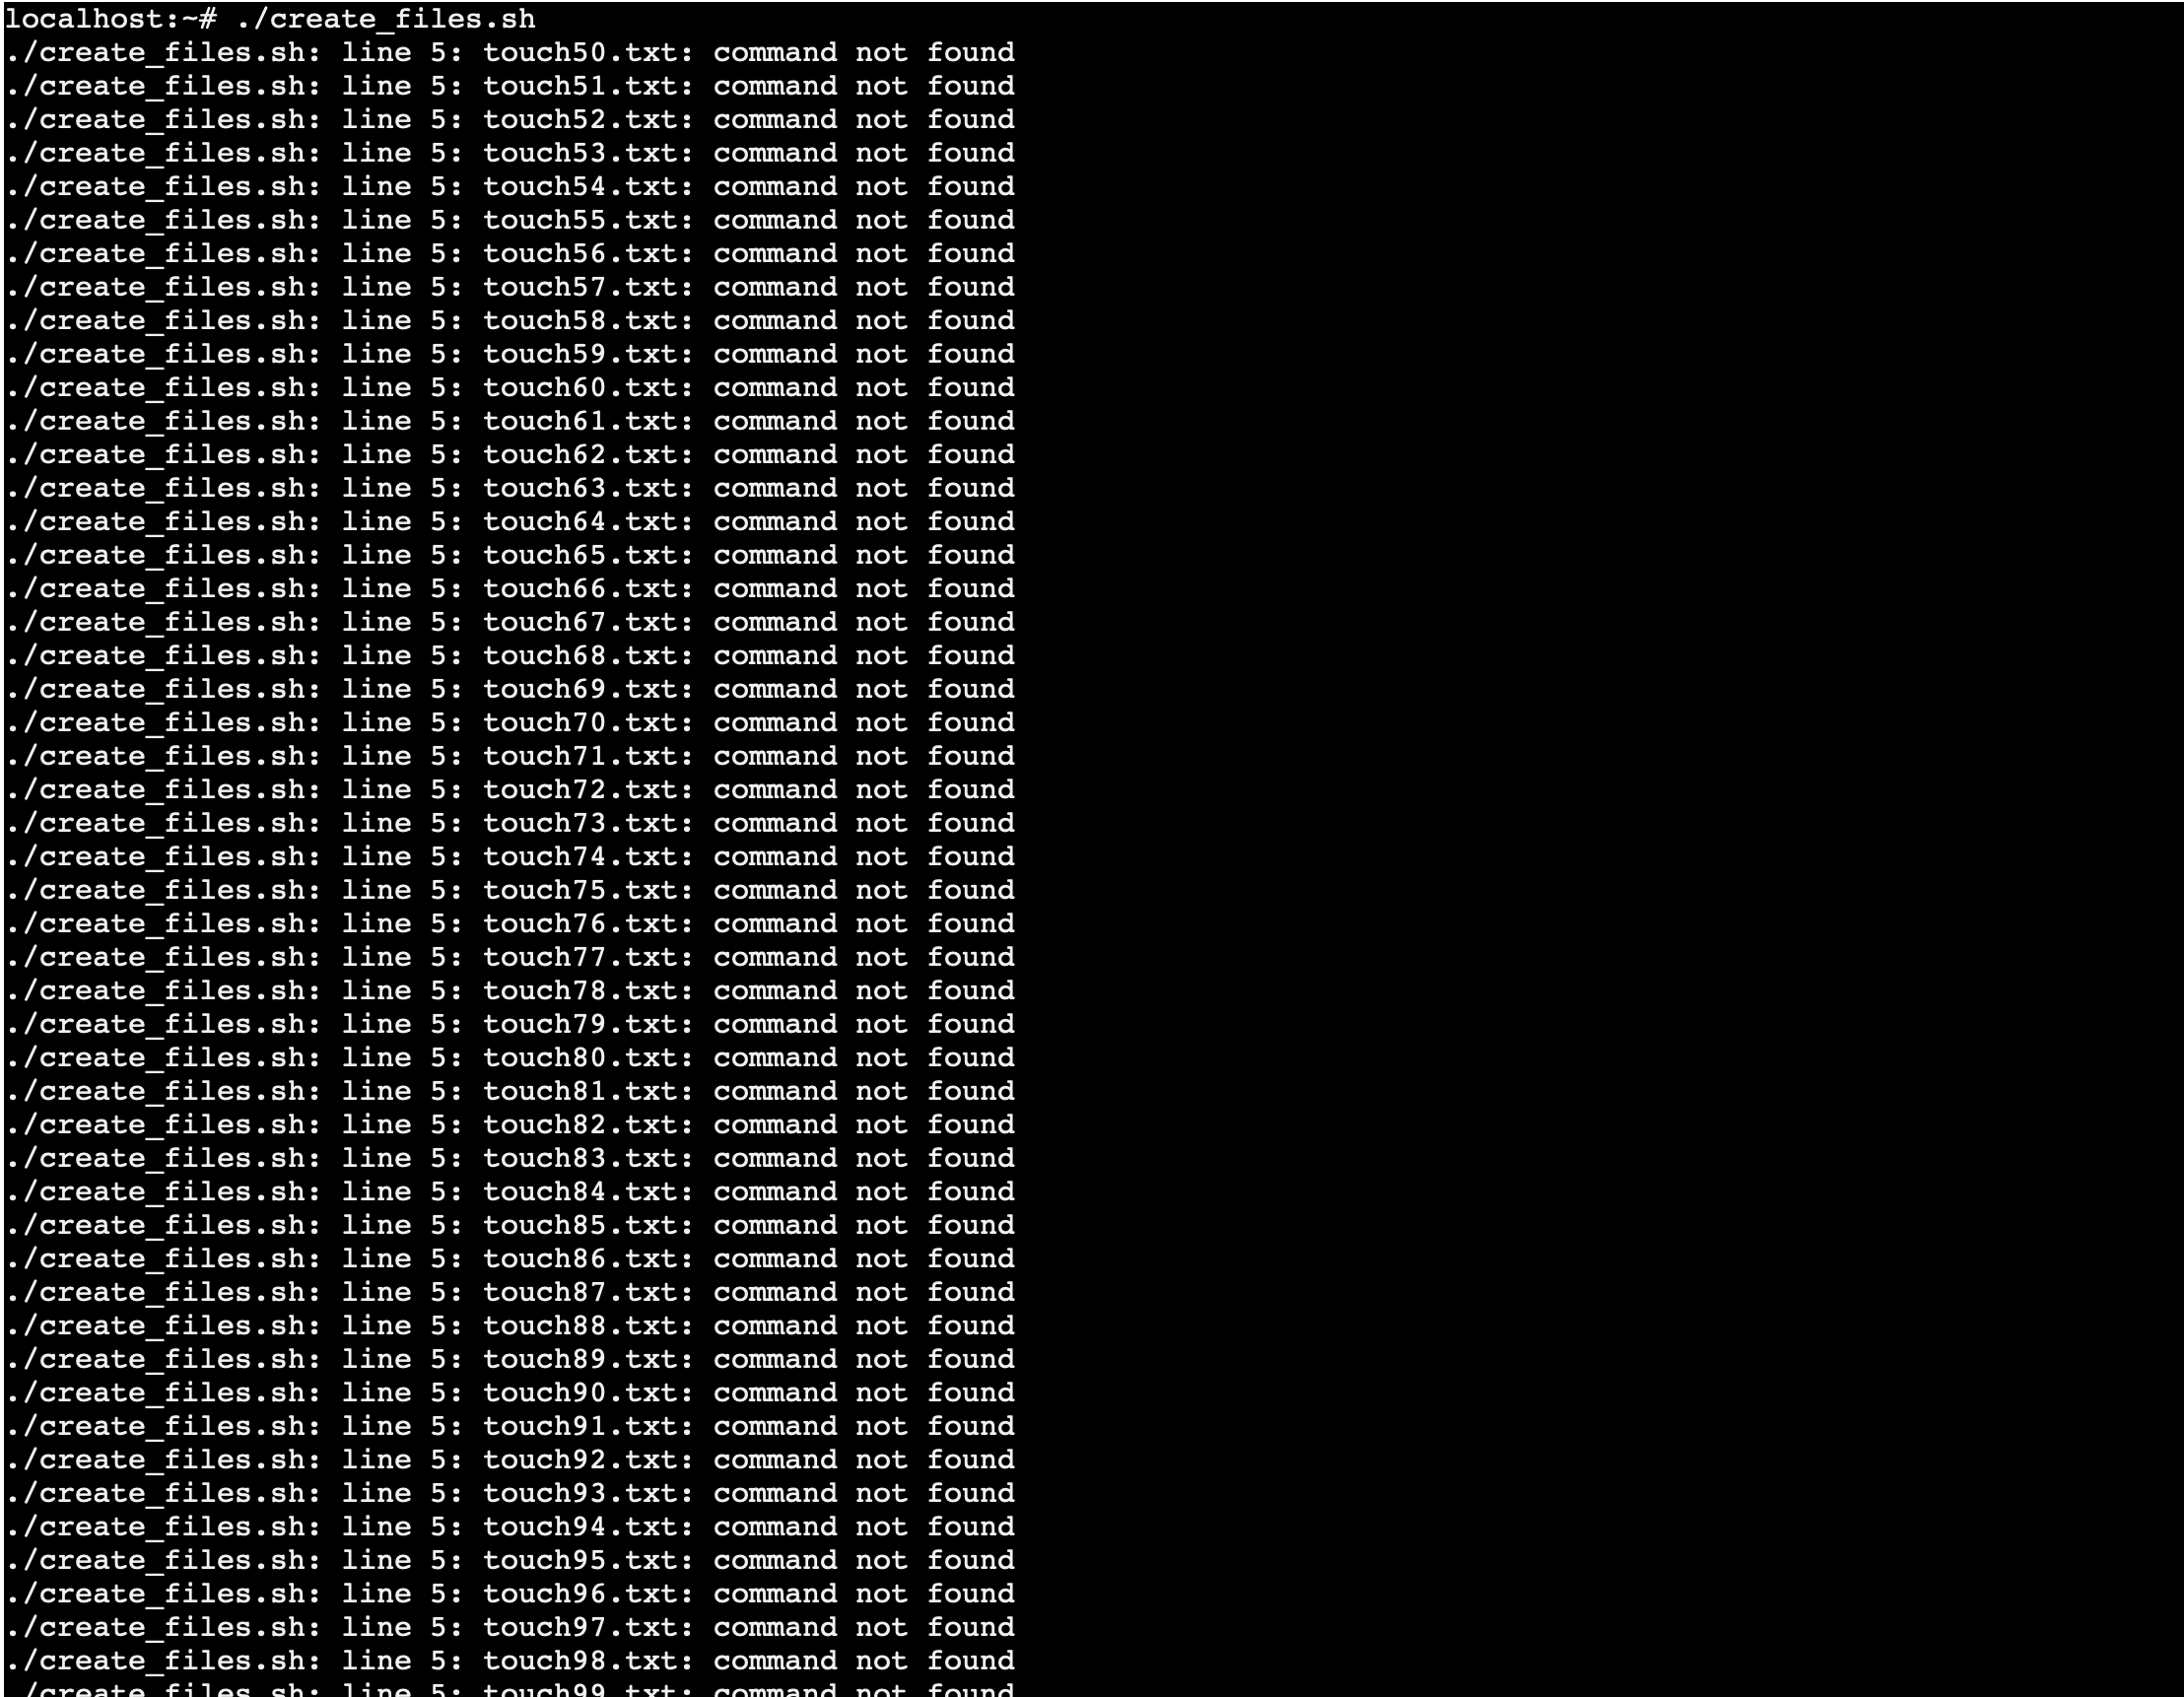 localhost:~# ./create_files.sh
./create_files.sh: line 5: touch50.txt: command not found
./create_files.sh: line 5: touch51.txt: command not found
./create_files.sh: line 5: touch52.txt: command not found
./create_files.sh: line 5: touch53.txt: command not found
./create_files.sh: line 5: touch54.txt: command not found
./create_files.sh: line 5: touch55.txt: command not found
./create_files.sh: line 5: touch56.txt: command not found
./create_files.sh: line 5: touch57.txt: command not found
./create_files.sh: line 5: touch58.txt: command not found
./create_files.sh: line 5: touch59.txt: command not found
./create_files.sh: line 5: touch60.txt: command not found
./create_files.sh: line 5: touch61.txt: command not found
./create_files.sh: line 5: touch62.txt: command not found
./create_files.sh: line 5: touch63.txt: command not found
./create_files.sh: line 5: touch64.txt: command not found
./create_files.sh: line 5: touch65.txt: command not found
./create_files.sh: line 5: touch66.txt: command not found
./create_files.sh: line 5: touch67.txt: command not found
./create_files.sh: line 5: touch68.txt: command not found
./create_files.sh: line 5: touch69.txt: command not found
./create_files.sh: line 5: touch70.txt: command not found
./create_files.sh: line 5: touch71.txt: command not found
./create_files.sh: line 5: touch72.txt: command not found
./create_files.sh: line 5: touch73.txt: command not found
./create_files.sh: line 5: touch74.txt: command not found
./create_files.sh: line 5: touch75.txt: command not found
./create_files.sh: line 5: touch76.txt: command not found
./create_files.sh: line 5: touch77.txt: command not found
./create_files.sh: line 5: touch78.txt: command not found
./create_files.sh: line 5: touch79.txt: command not found
./create_files.sh: line 5: touch80.txt: command not found
./create_files.sh: line 5: touch81.txt: command not found
./create_files.sh: line 5: touch82.txt: command not found
./create_files.sh: line 5: touch83.txt: command not found
./create_files.sh: line 5: touch84.txt: command not found
./create_files.sh: line 5: touch85.txt: command not found
./create_files.sh: line 5: touch86.txt: command not found
./create_files.sh: line 5: touch87.txt: command not found
./create_files.sh: line 5: touch88.txt: command not found
./create_files.sh: line 5: touch89.txt: command not found
./create_files.sh: line 5: touch90.txt: command not found
./create_files.sh: line 5: touch91.txt: command not found
./create_files.sh: line 5: touch92.txt: command not found
./create_files.sh: line 5: touch93.txt: command not found
./create_files.sh: line 5: touch94.txt: command not found
./create_files.sh: line 5: touch95.txt: command not found
./create_files.sh: line 5: touch96.txt: command not found
./create_files.sh: line 5: touch97.txt: command not found
./create_files.sh: line 5: touch98.txt: command not found
./create_files.sh: line 5: touch99.txt: command not found